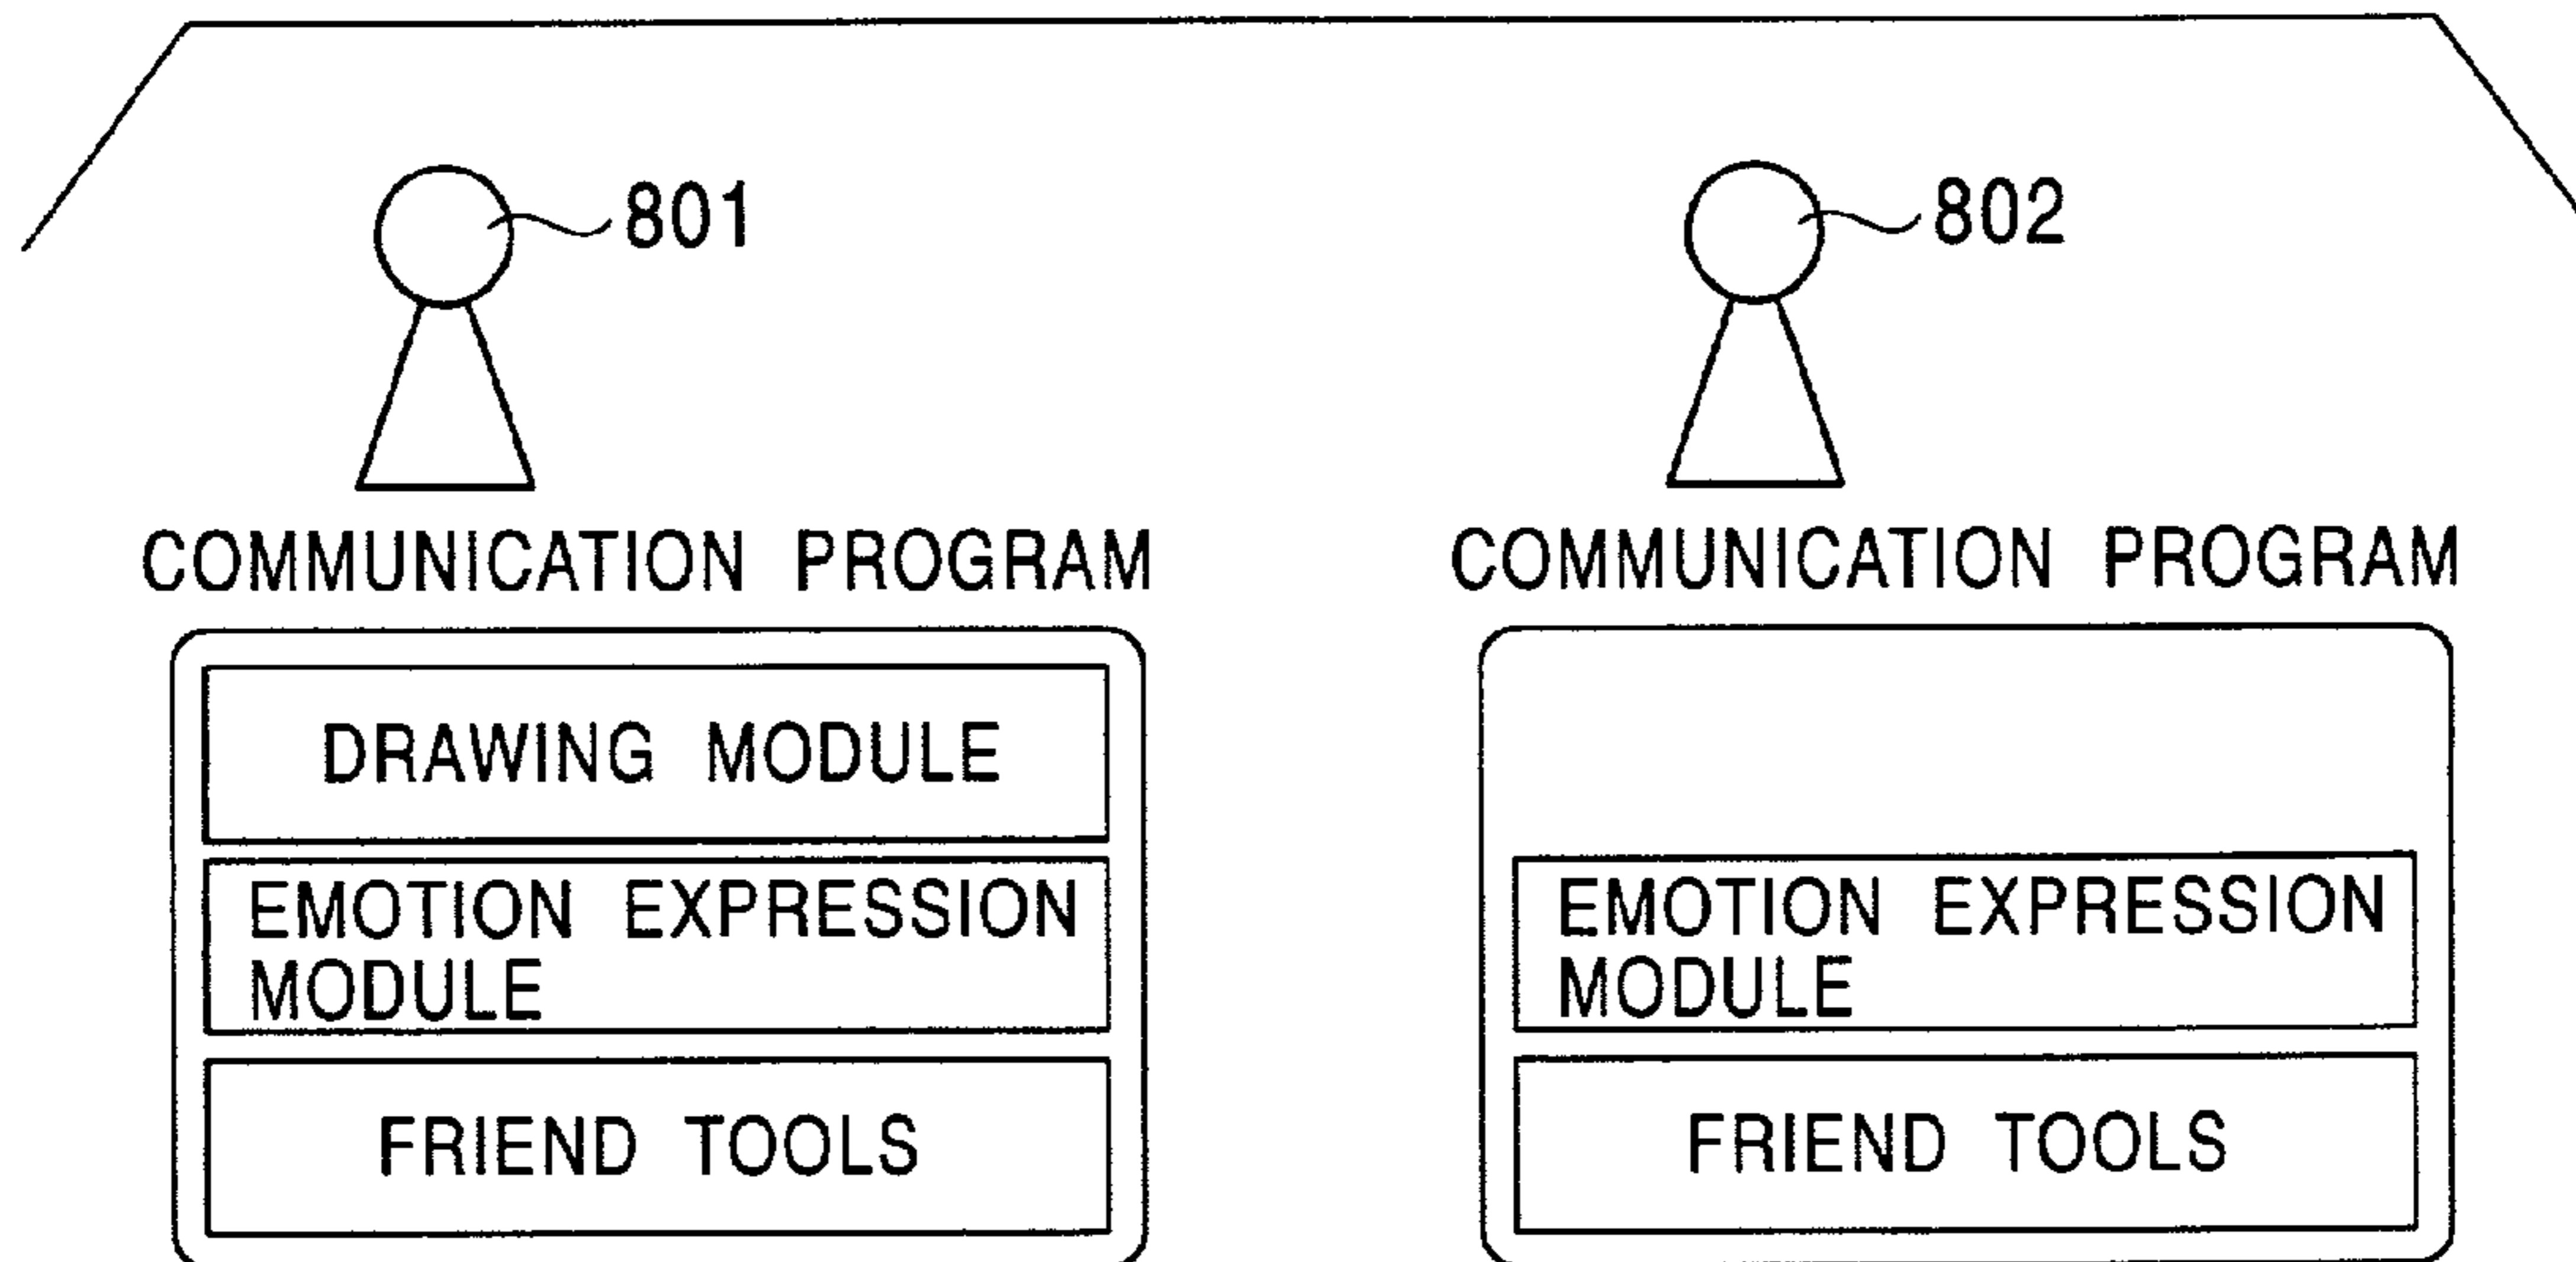 801
802
COMMUNICATION PROGRAM
COMMUNICATION PROGRAM
DRAWING MODULE
EMOTION EXPRESSION
MODULE
FRIEND TOOLS
EMOTION EXPRESSION
MODULE
FRIEND TOOLS